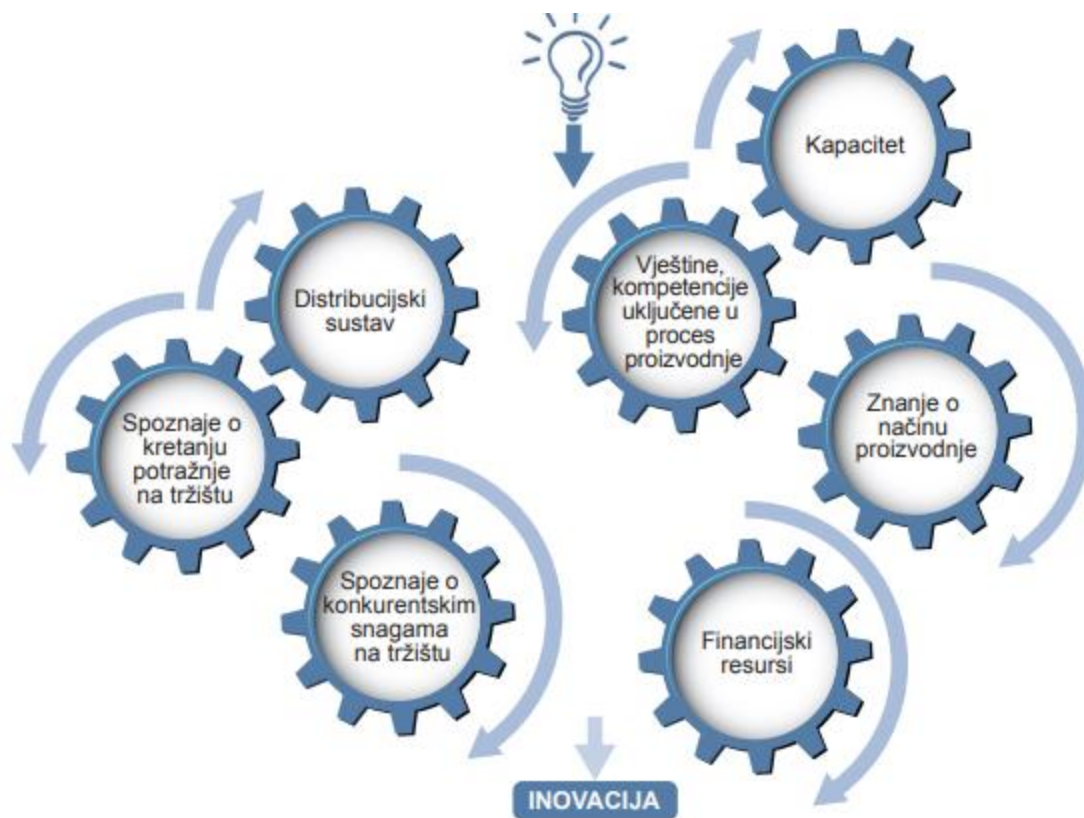 Kapacitet
Vještine,
kompetencije
uključene u
proces
proizvodnje
Distribucijski
sustav
Znanje o
načinu
proizvodnje
Spoznaje o
kretanju
potražnje
na tržištu
Spoznaje o
konkurentskim
snagama
na tržištu
Financijski
resursi
INOVACIJA